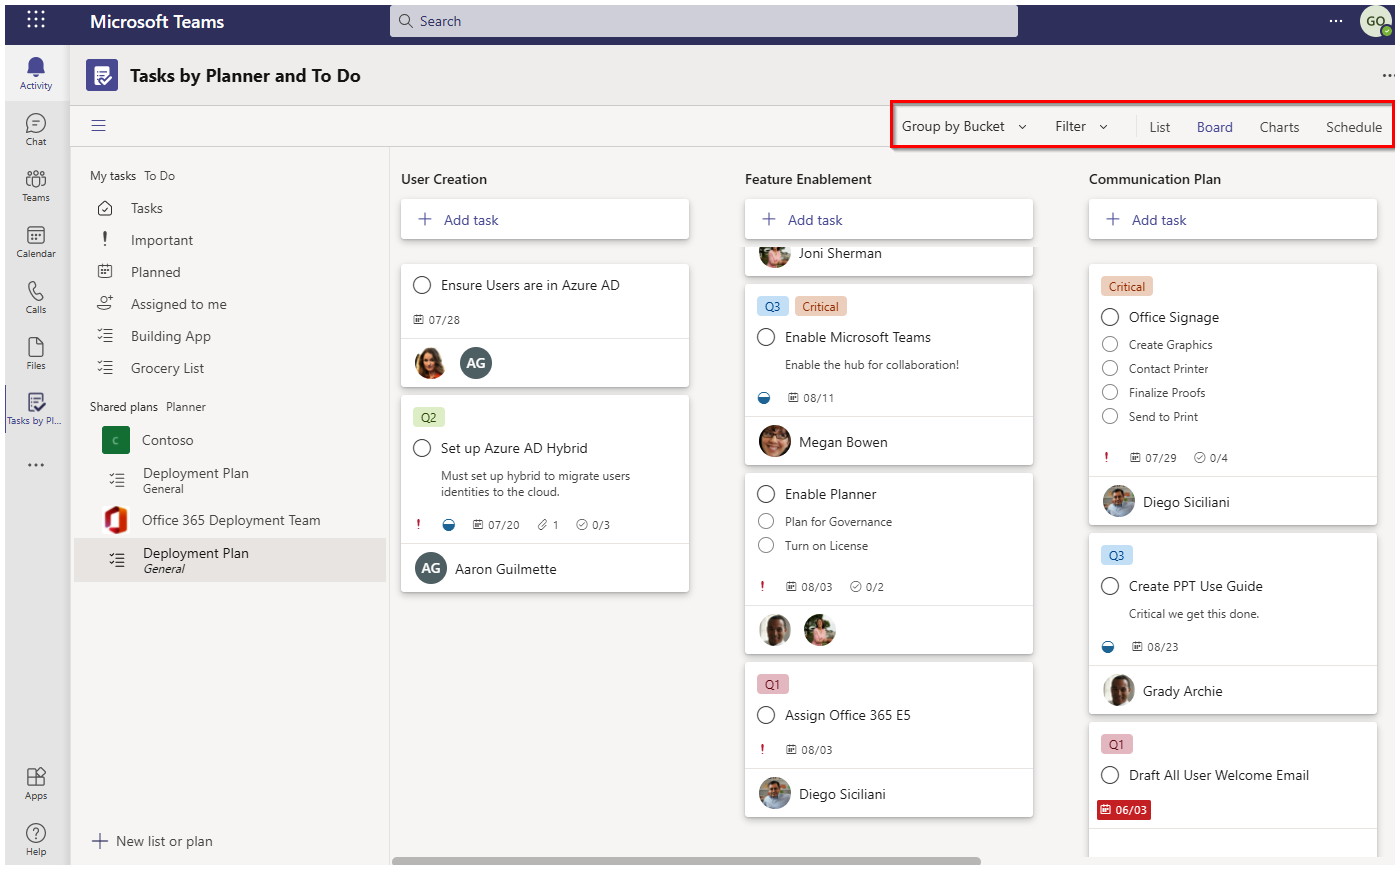 Microsoft Teams
Search
GO
Activity
Chat
Teams
Calendar
Calls
Files
Tasks by Pl...
Apps
Help
Tasks by Planner and To Do
Group by Bucket
Filter
List
Board
Charts
Schedule
My tasks To Do
Tasks
Important
Planned
Assigned to me
Building App
Grocery List
Shared plans Planner
C
Contoso
Deployment Plan
General
Office 365 Deployment Team
Deployment Plan
General
New list or plan
User Creation
Add task
Ensure Users are in Azure AD
07/28
AG
Q2
Set up Azure AD Hybrid
Must set up hybrid to migrate users
identities to the cloud.
07/20 1 0/3
AG Aaron Guilmette
Feature Enablement
Add task
Joni Sherman
Q3 Critical
Enable Microsoft Teams
Enable the hub for collaboration!
08/11
Megan Bowen
Enable Planner
Plan for Governance
Turn on License
08/03 0/2
Q1
Assign Office 365 E5
08/03
Diego Siciliani
Communication Plan
Add task
Critical
Office Signage
Create Graphics
Contact Printer
Finalize Proofs
Send to Print
07/29 0/4
Diego Siciliani
Q3
Create PPT Use Guide
Critical we get this done.
08/23
Grady Archie
Q1
Draft All User Welcome Email
06/03